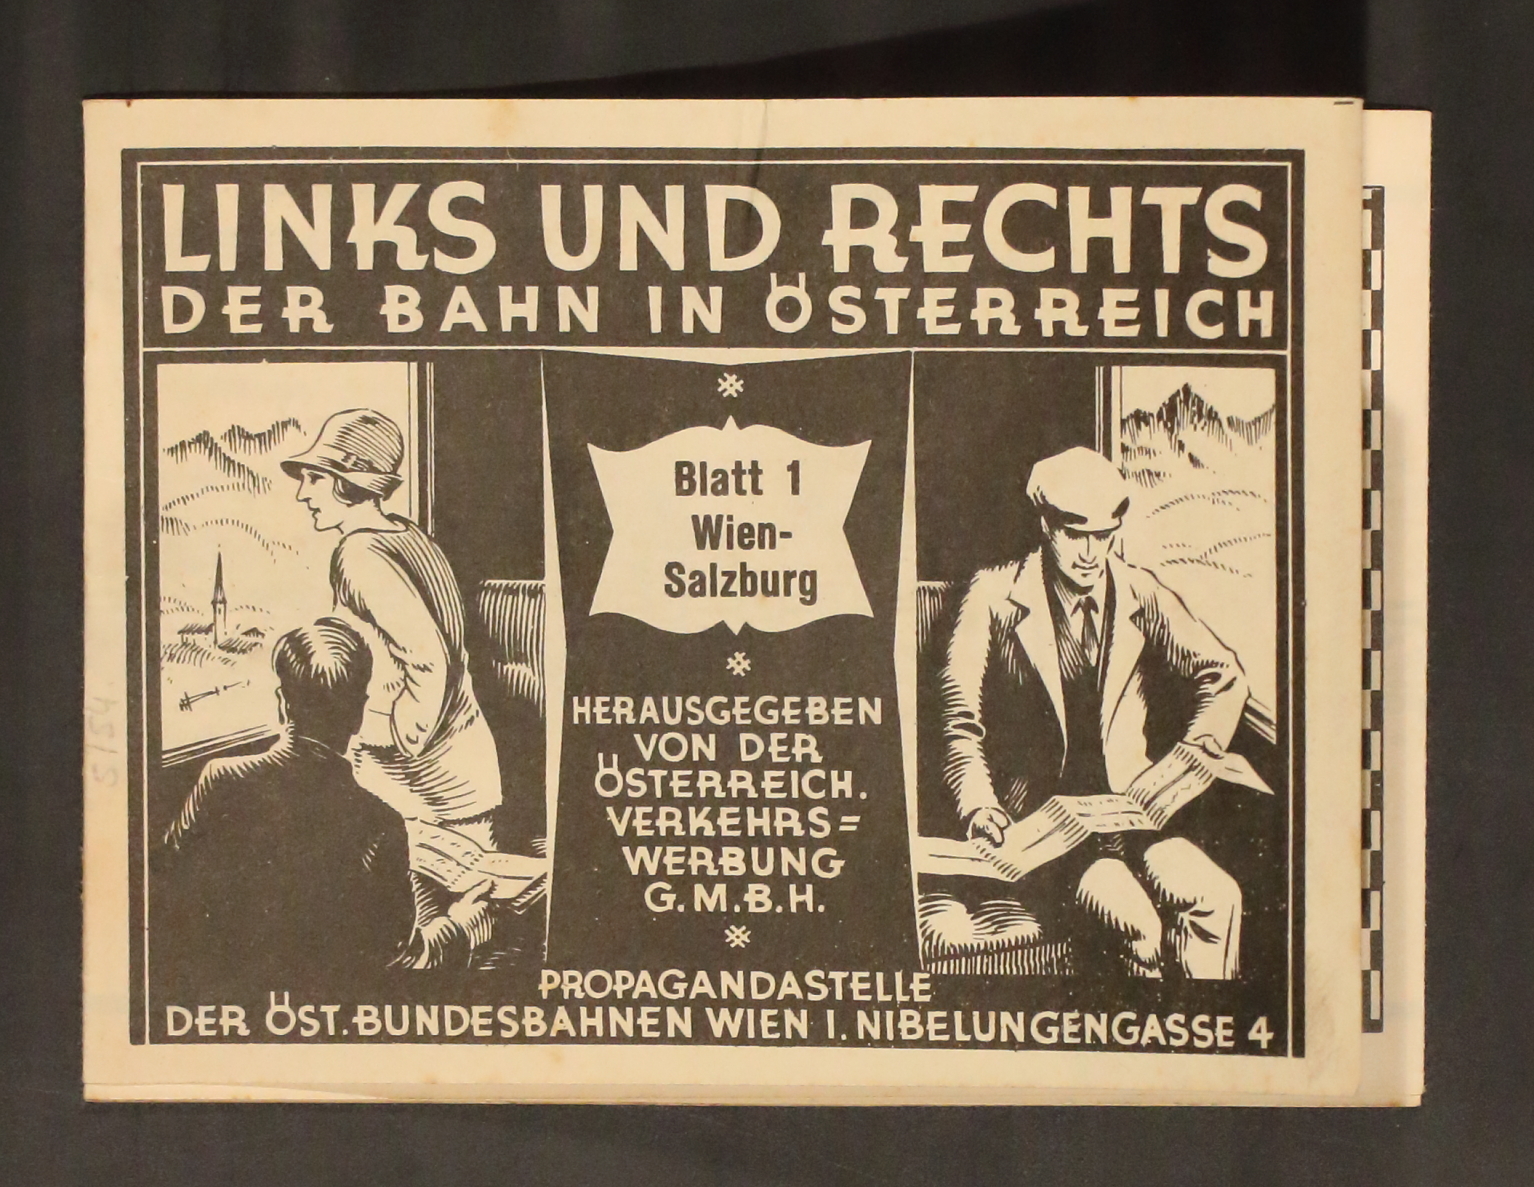 LINKS UND RECHTS
DER BAHN IN ÖSTERREICH
Blatt 1
Wien-
Salzburg
HERAUSGEGEBEN
VON DER
ÖSTERREICH.
VERKEHRS=
WERBUNG
G.M.B.H.
PROPAGANDASTELLE
DER ÖST. BUNDESBAHNEN WIEN I. NIBELUNGENGASSE 4
5154